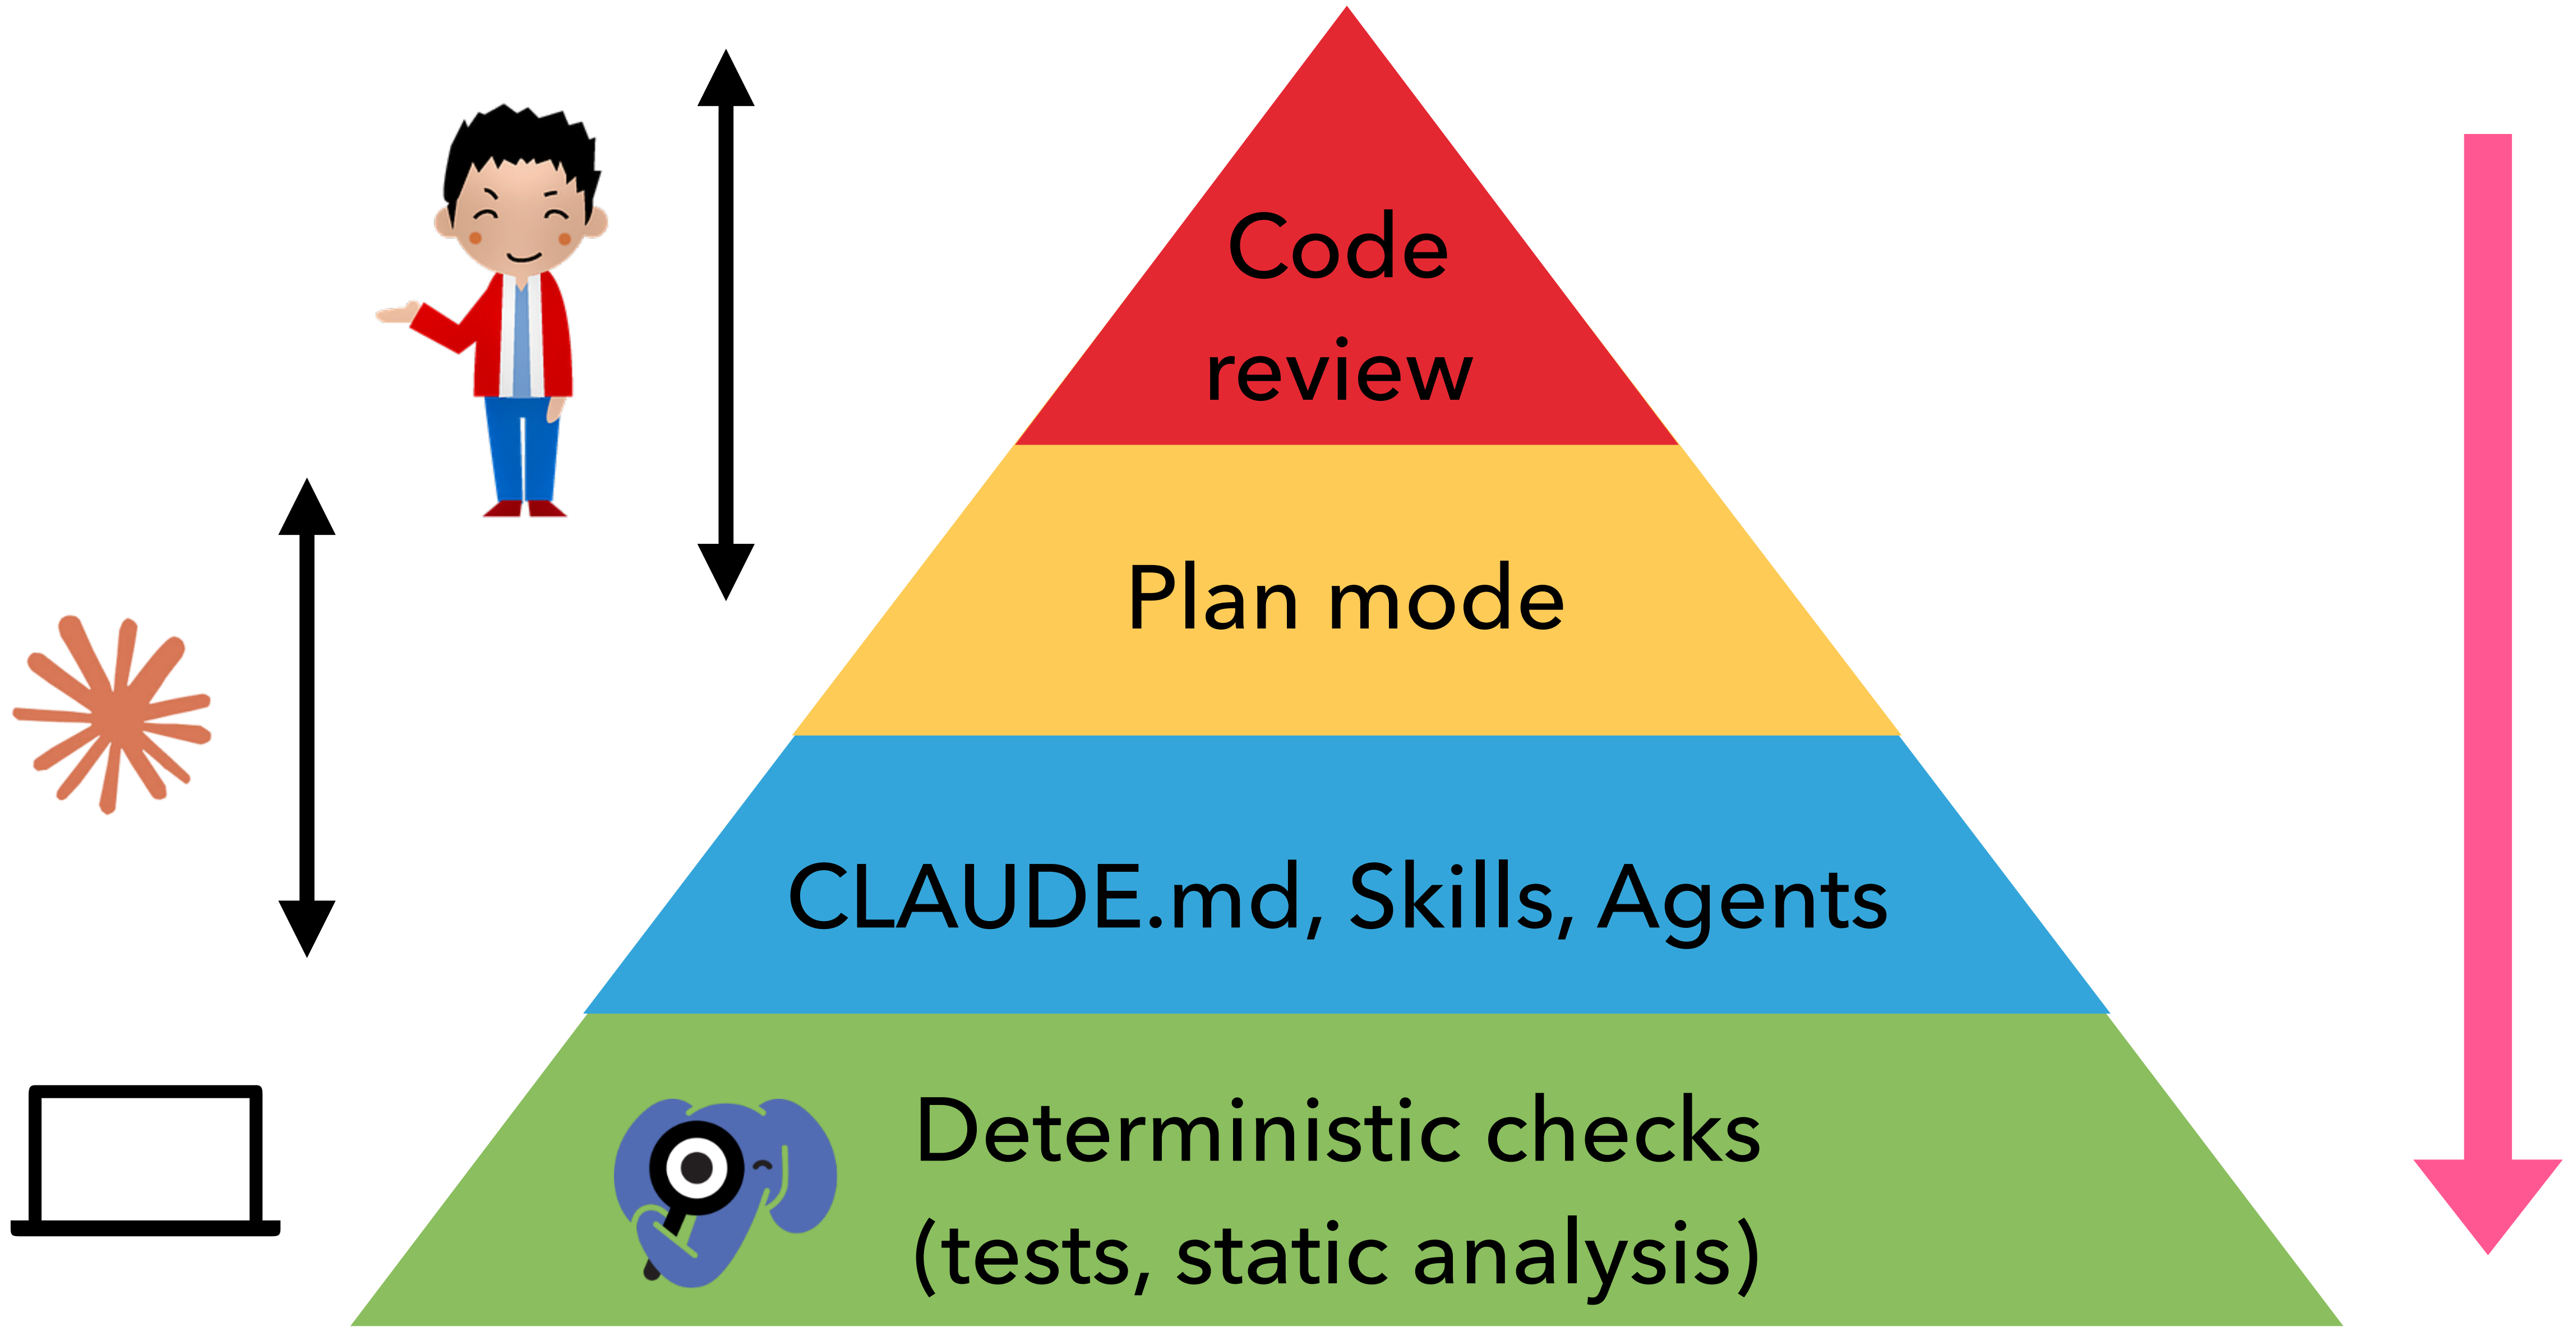 Code
review
Plan mode
CLAUDE.md, Skills, Agents
Deterministic checks
(tests, static analysis)